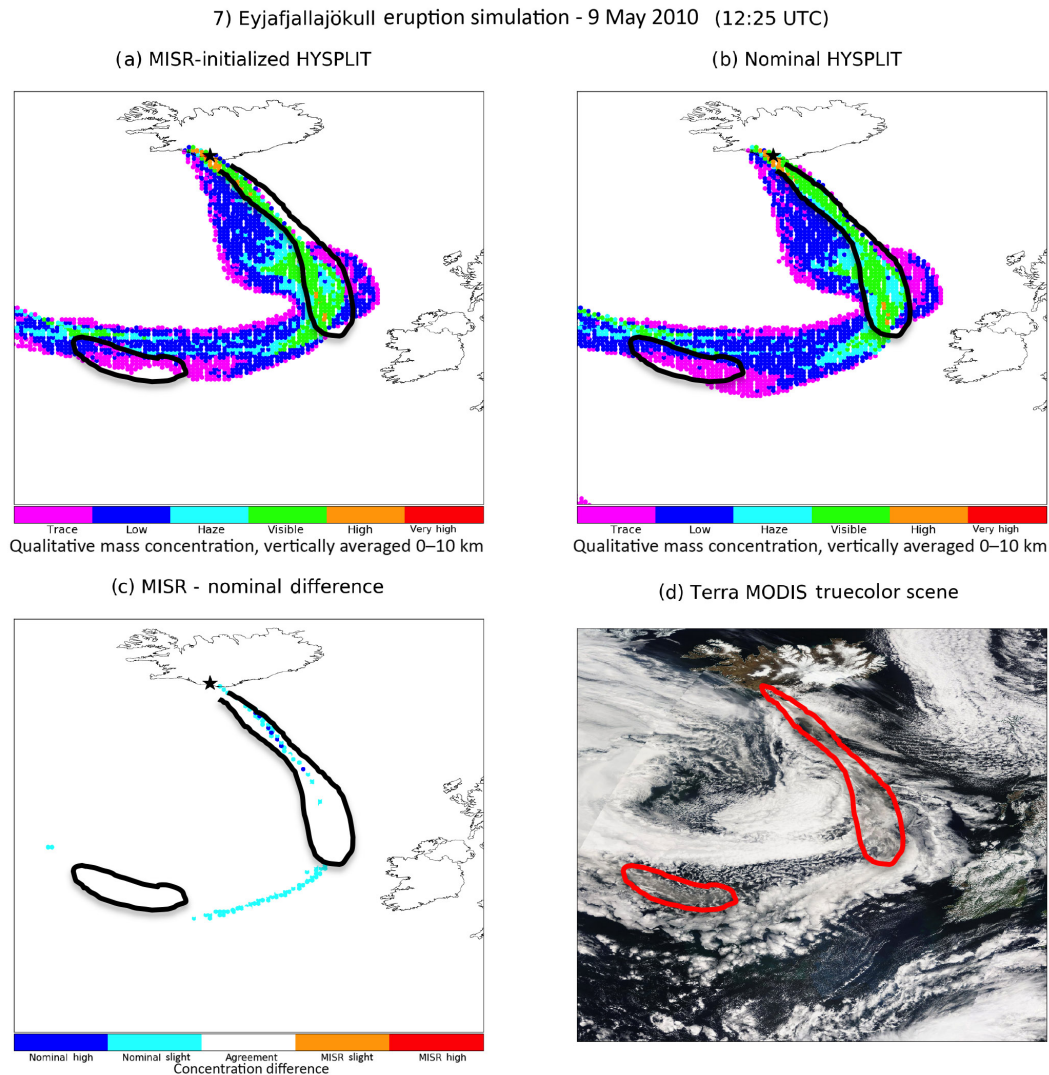 7) Eyjafjallajökull eruption simulation - 9 May 2010 (12:25 UTC)
(a) MISR-initialized HYSPLIT
(b) Nominal HYSPLIT
Trace Low Haze Visible High Very high
Qualitative mass concentration, vertically averaged 0–10 km
Trace Low Haze Visible High Very high
Qualitative mass concentration, vertically averaged 0–10 km
(c) MISR - nominal difference
(d) Terra MODIS truecolor scene
Nominal high Nominal slight Agreement MISR slight MISR high
Concentration difference